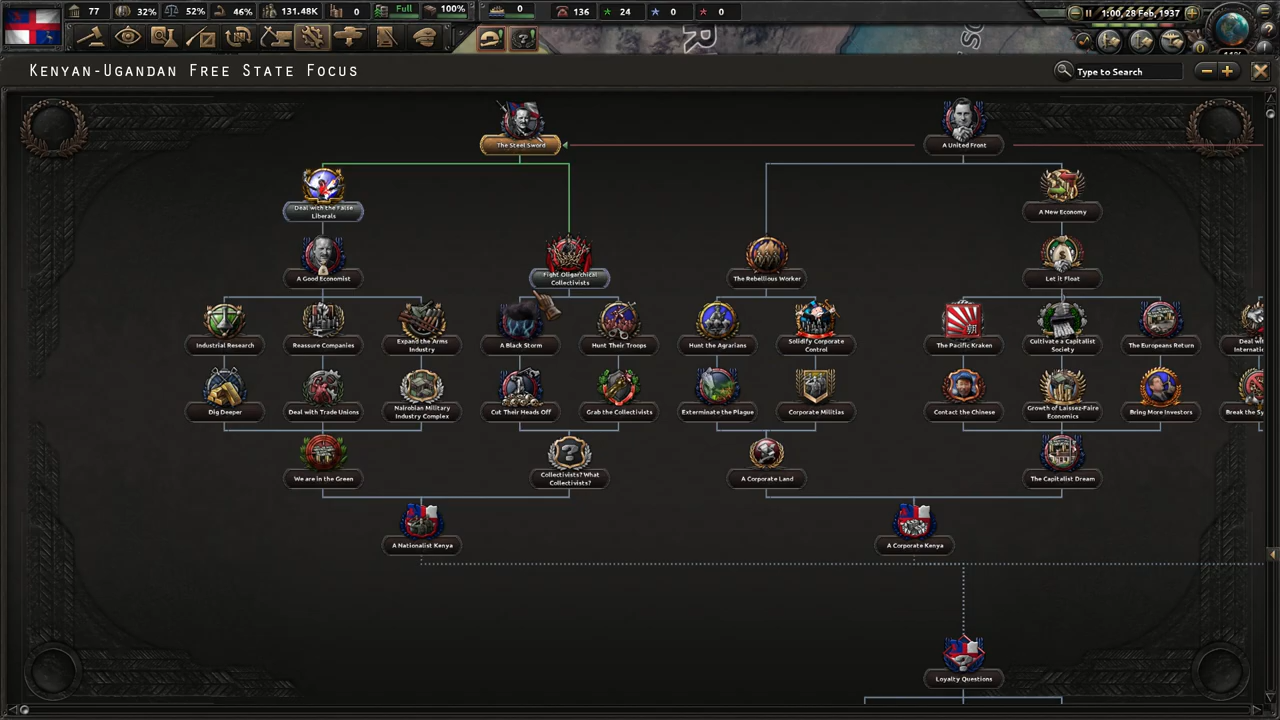 77 32% 52% 46% 131.48K 0 Full 100% 0 136 24 0 0 1:00, 28 Feb, 1937
KENYAN-UGANDAN FREE STATE FOCUS
Type to Search
The Steel Sword
A United Front
Deal with the False
Liberals
A New Economy
A Good Economist
Fight Oligarchical
Collectivists
The Rebellious Worker
Let it Float
Industrial Research
Reassure Companies
Expand the Arms
Industry
A Black Storm
Hunt Their Troops
Hunt the Agrarians
Solidify Corporate
Control
The Pacific Kraken
Cultivate a Capitalist
Society
The Europeans Return
Dig Deeper
Deal with Trade Unions
Nairobian Military
Industry Complex
Cut Their Heads Off
Grab the Collectivists
Exterminate the Plague
Corporate Militias
Contact the Chinese
Growth of Laissez-Faire
Economics
Bring More Investors
We are in the Green
Collectivists? What
Collectivists?
A Corporate Land
The Capitalist Dream
A Nationalist Kenya
A Corporate Kenya
Loyalty Questions